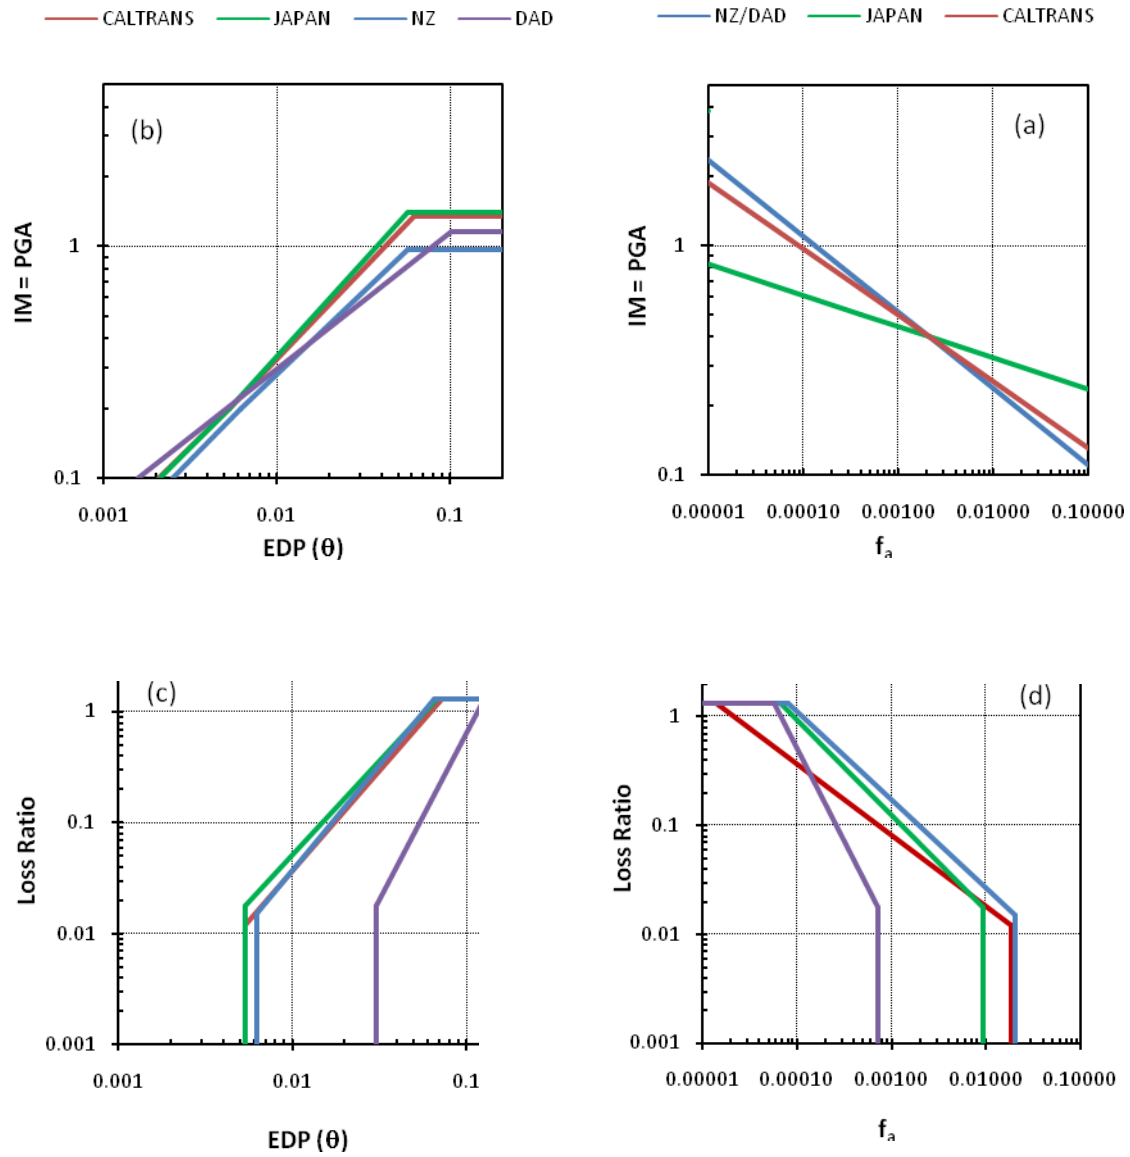 CALTRANS JAPAN NZ DAD
NZ/DAD JAPAN CALTRANS
(b)
IM = PGA
1
0.1
0.001 0.01 0.1
EDP (θ)
(a)
IM = PGA
1
0.1
0.00001 0.00010 0.00100 0.01000 0.10000
fa
(c)
Loss Ratio
1
0.1
0.01
0.001
0.001 0.01 0.1
EDP (θ)
(d)
Loss Ratio
1
0.1
0.01
0.001
0.00001 0.00010 0.00100 0.01000 0.10000
fa